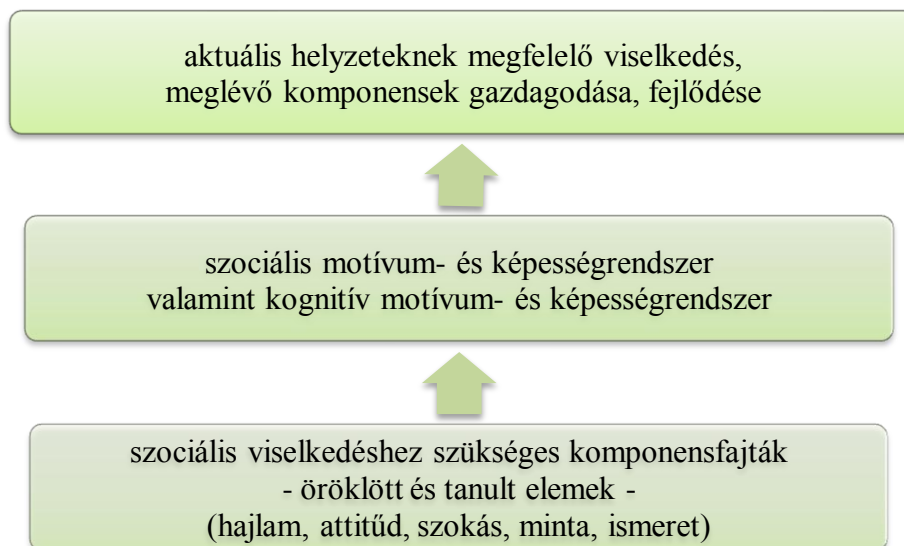 aktuális helyzeteknek megfelelő viselkedés,
meglévő komponensek gazdagodása, fejlődése
szociális motívum- és képességrendszer
valamint kognitív motívum- és képességrendszer
szociális viselkedéshez szükséges komponensfajták
- öröklött és tanult elemek -
(hajlam, attitűd, szokás, minta, ismeret)